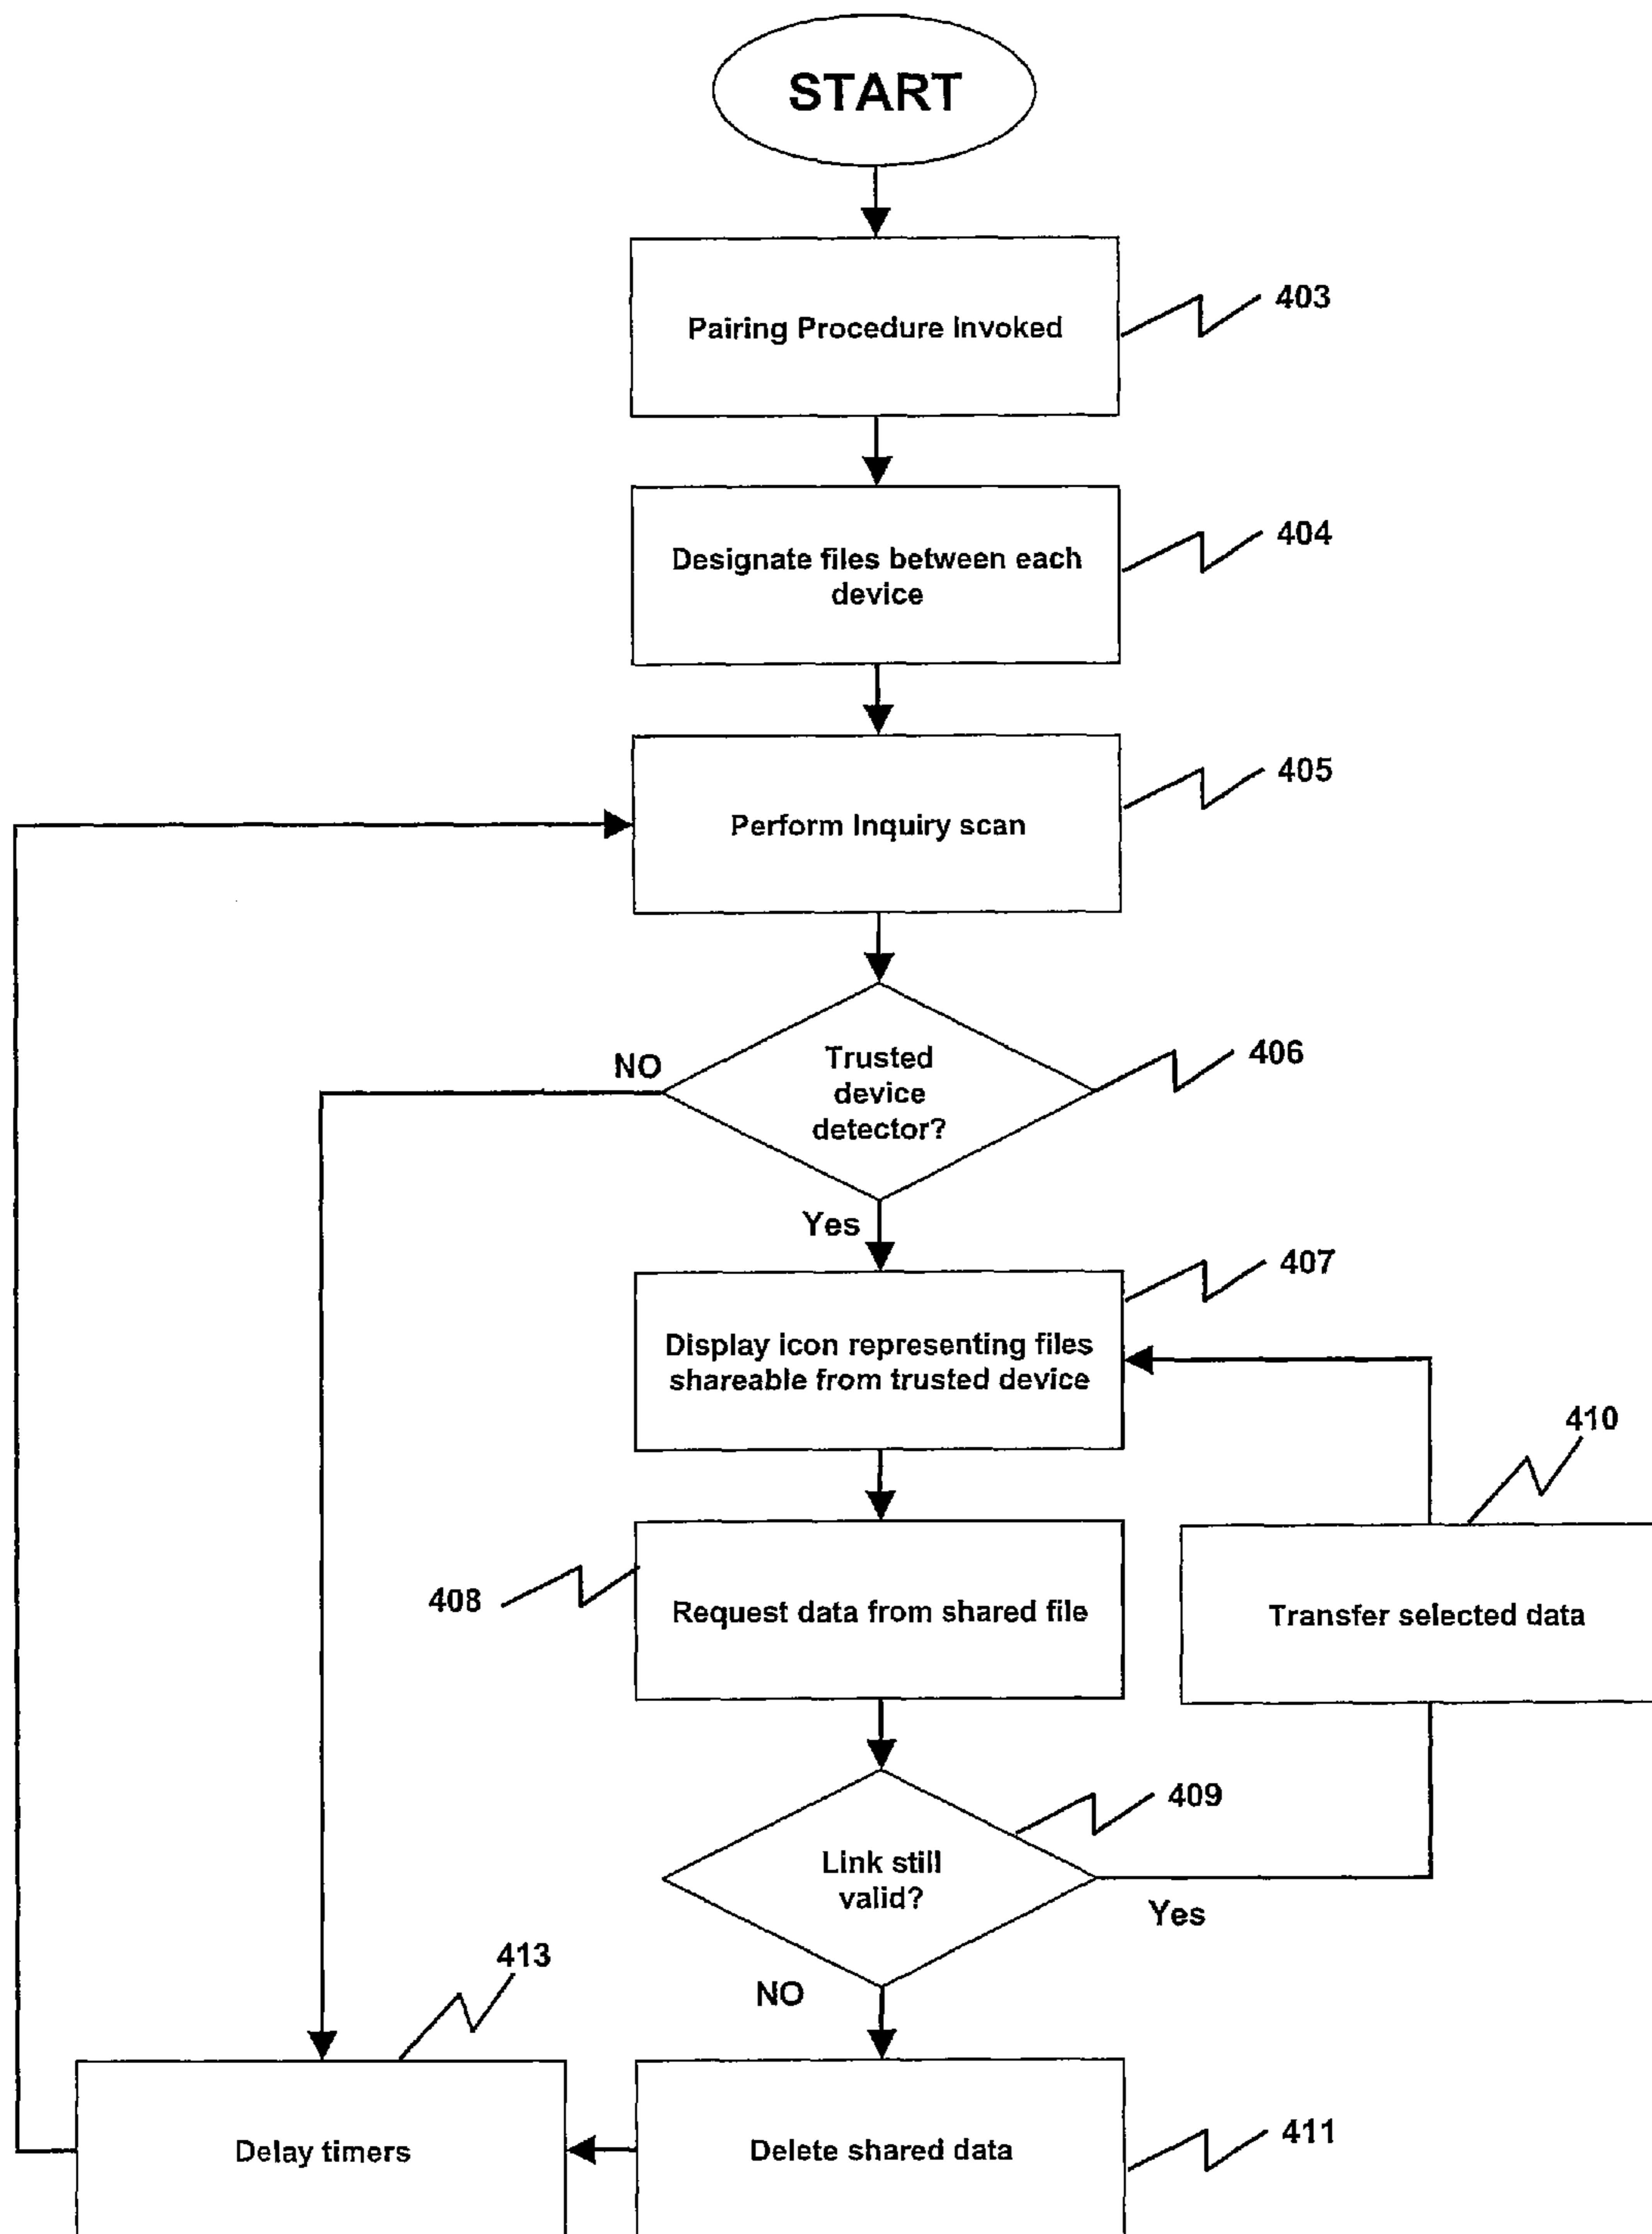 START
Pairing Procedure Invoked
403
Designate files between each
device
404
Perform Inquiry scan
405
NO
Trusted
device
detector?
406
Yes
407
Display icon representing files
shareable from trusted device
410
408
Request data from shared file
Transfer selected data
409
Link still
valid?
Yes
413
NO
Delay timers
Delete shared data
411